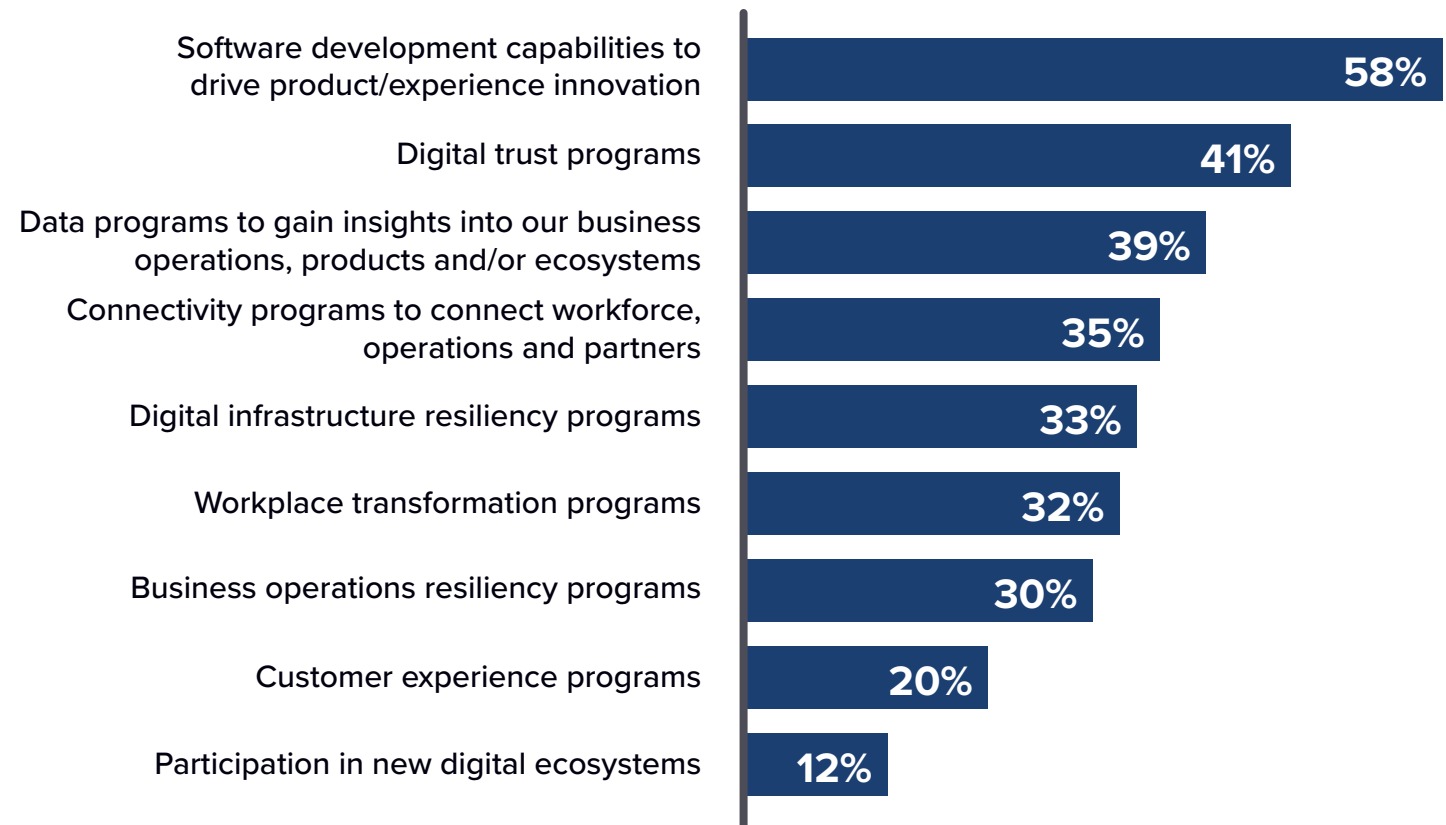 Software development capabilities to
drive product/experience innovation
58%
Digital trust programs
41%
Data programs to gain insights into our business
operations, products and/or ecosystems
39%
Connectivity programs to connect workforce,
operations and partners
35%
Digital infrastructure resiliency programs
33%
Workplace transformation programs
32%
Business operations resiliency programs
30%
Customer experience programs
20%
Participation in new digital ecosystems
12%